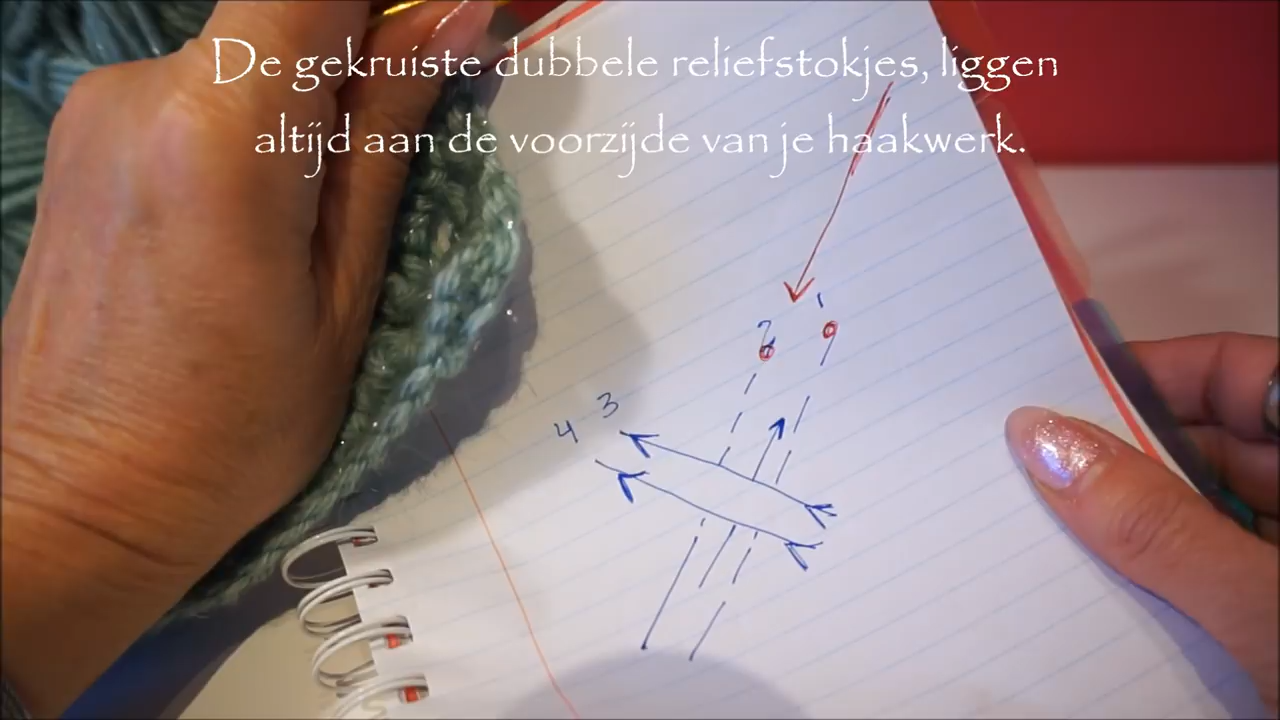 De gekruiste dubbele reliefstokjes, liggen
altijd aan de voorzijde van je haakwerk.
2 1
4 3